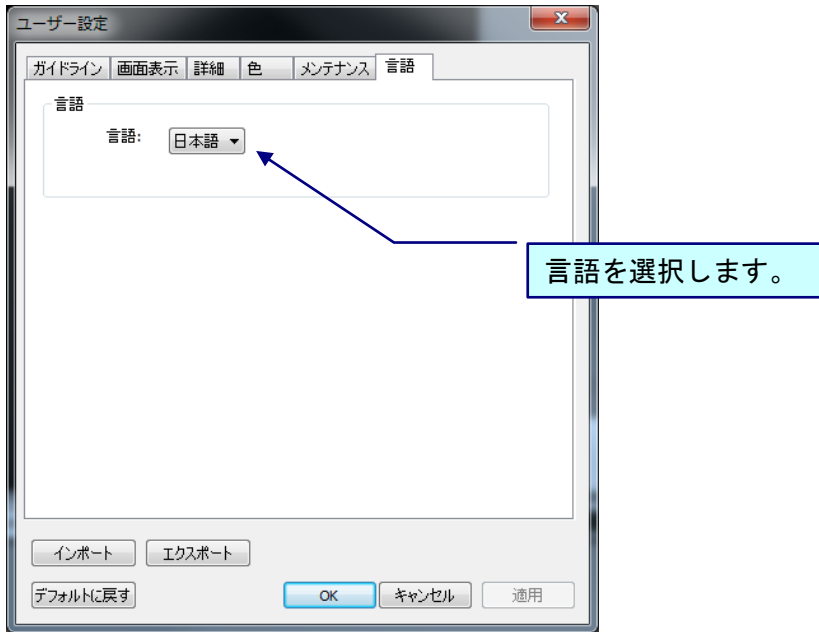 ユーザー設定
ガイドライン 画面表示 詳細 色 メンテナンス 言語
言語
言語: 日本語
言語を選択します。
インポート エクスポート
デフォルトに戻す OK キャンセル 適用